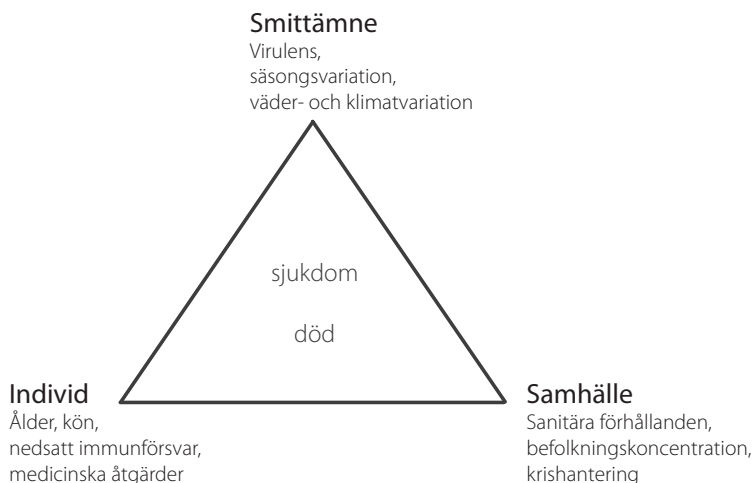 Smittämne
Virulens,
säsongsvariation,
väder- och klimatvariation
sjukdom
död
Individ
Ålder, kön,
nedsatt immunförsvar,
medicinska åtgärder
Samhälle
Sanitära förhållanden,
befolkningskoncentration,
krishantering